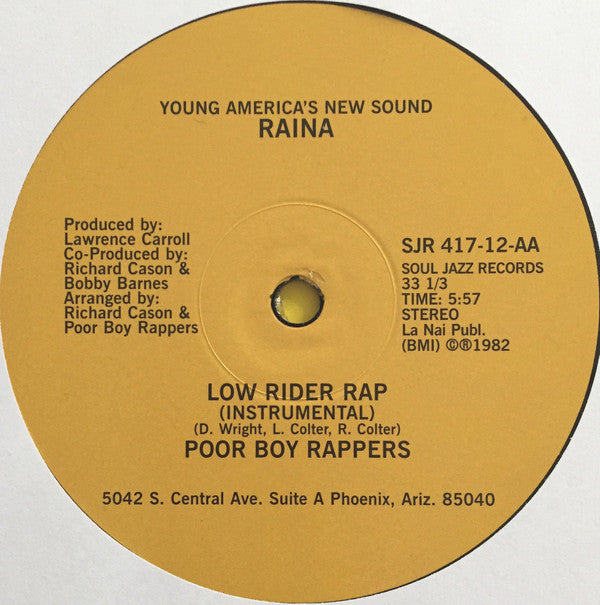 YOUNG AMERICA'S NEW SOUND
RAINA
Produced by:
Lawrence Carroll
Co-Produced by:
Richard Cason &
Bobby Barnes
Arranged by:
Richard Cason &
Poor Boy Rappers
SJR 417-12-AA
SOUL JAZZ RECORDS
33 1/3
TIME: 5:57
STEREO
La Nai Publ.
(BMI) ©℗1982
LOW RIDER RAP
(INSTRUMENTAL)
(D. Wright, L. Colter, R. Colter)
POOR BOY RAPPERS
5042 S. Central Ave. Suite A Phoenix, Ariz. 85040